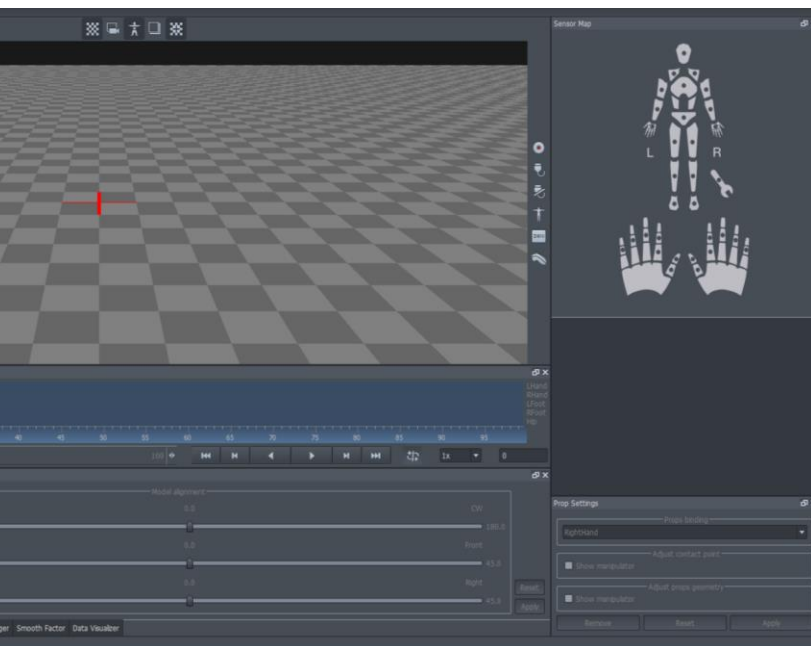 Sensor Map
L R
LHand
RHand
LFoot
RFoot
Hip
40 45 50 55 60 65 70 75 80 85 90 95
100
1x
0
Model alignment
0.0 CW
180.0
0.0 Front
45.0
0.0 Right
45.0
Reset
Apply
Smooth Factor Data Visualizer
Prop Settings
Props binding
RightHand
Adjust contact point
Show manipulator
Adjust props geometry
Show manipulator
Remove Reset Apply